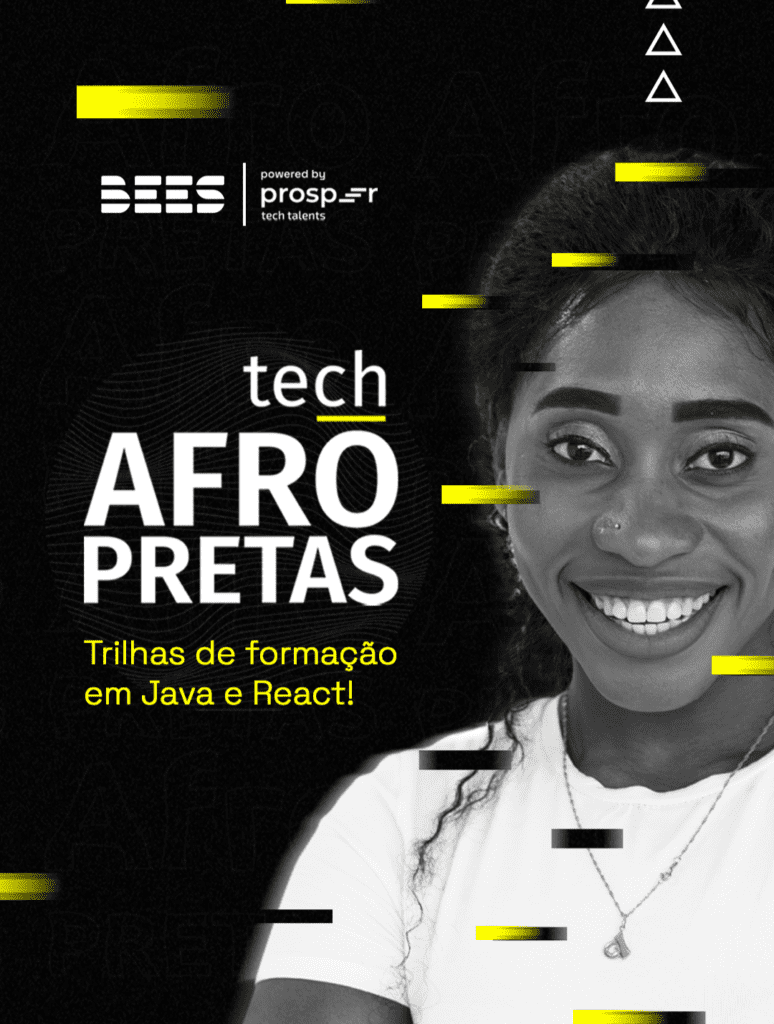 BEES
powered by
prosper
tech talents
tech
AFRO
PRETAS
Trilhas de formação
em Java e React!